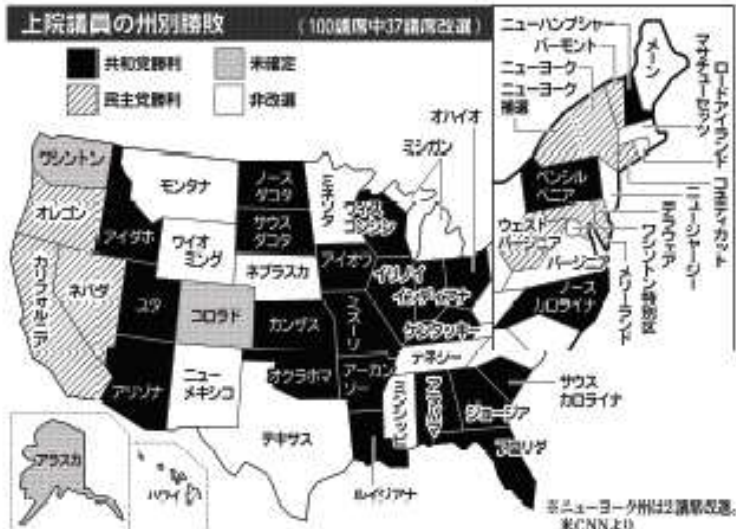 上院議員の州別勝敗
(100議席中37議席改選)
共和党勝利
未確定
民主党勝利
非改選
ニューハンプシャー
バーモント
ニューヨーク
ニューヨーク
補選
メーン
マサチューセッツ
ロードアイランド
コネティカット
ニュージャージー
デラウェア
ワシントン特別区
メリーランド
オハイオ
ミシガン
ワシントン
モンタナ
ノース
ダコタ
ミネソタ
ウィス
コンシン
ペンシル
ベニア
オレゴン
アイダホ
ワイオ
ミング
サウス
ダコタ
ウェスト
バージニア
バージニア
カリフォルニア
ネバダ
ユタ
コロラド
ネブラスカ
アイオワ
イリノイ
インディアナ
ノース
カロライナ
カンザス
ミズーリ
ケンタッキー
テネシー
アリゾナ
ニュー
メキシコ
オクラホマ
アーカン
ソー
ミシシッピ
アラバマ
ジョージア
サウス
カロライナ
テキサス
ルイジアナ
フロリダ
アラスカ
ハワイ
※ニューヨーク州は2議席改選。
米CNNより